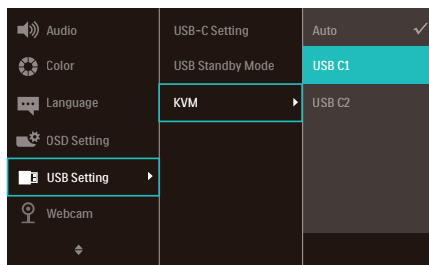 Audio
Color
Language
OSD Setting
USB Setting
Webcam
USB-C Setting
USB Standby Mode
KVM
Auto
USB C1
USB C2